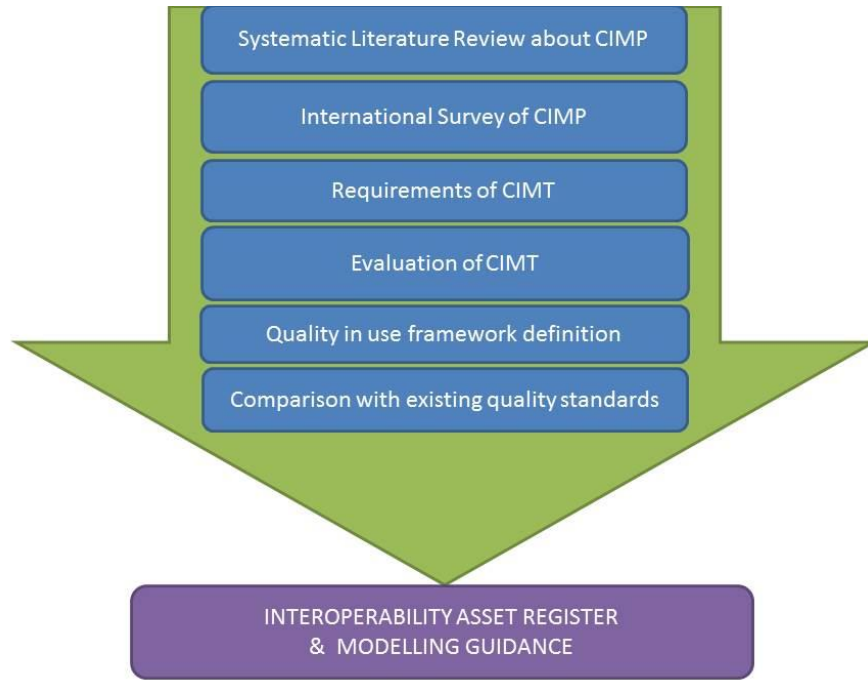 Systematic Literature Review about CIMP
International Survey of CIMP
Requirements of CIMT
Evaluation of CIMT
Quality in use framework definition
Comparison with existing quality standards
INTEROPERABILITY ASSET REGISTER
& MODELLING GUIDANCE